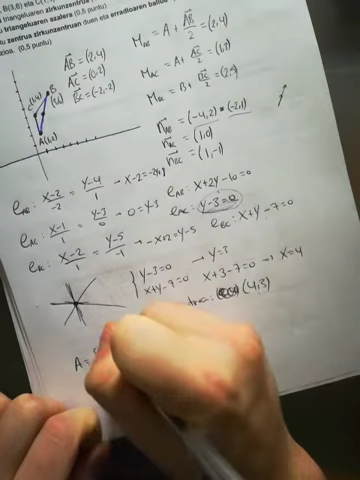 B(3,6) eta C(1,
triangeluaren zirkunzentrua
triangeluaren azalera (0,5 puntu)
zentrua zirkunzentruan duen eta erradioaren balioe
zioa. (0,5 puntu)
AB = (2,4)
AC = (0,2)
BC = (-2,-2)
M_AB = A + AB/2 = (2,4)
M_AC = A + AC/2 = (1,3)
M_BC = B + BC/2 = (2,5)
n_AB = (-4,2) = (-2,1)
n_AC = (1,0)
n_BC = (1,-1)
e_AB: x-2/-2 = y-4/1
e_AB: x+2y-10=0
e_AC: x-1/1 = y-3/0 → 0=y-3
e_AC: y-3=0
e_BC: x-2/1 = y-5/-1 → -x+2=y-5
e_BC: x+y-7=0
{ y-3=0 → y=3
x+y-7=0 x+3-7=0 → x=4
(4,3)
A=